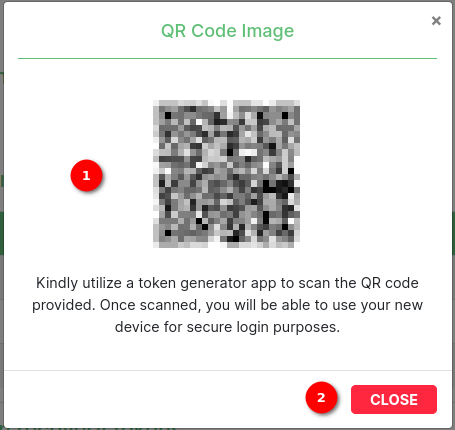 QR Code Image
×
1
Kindly utilize a token generator app to scan the QR code
provided. Once scanned, you will be able to use your new
device for secure login purposes.
2
CLOSE